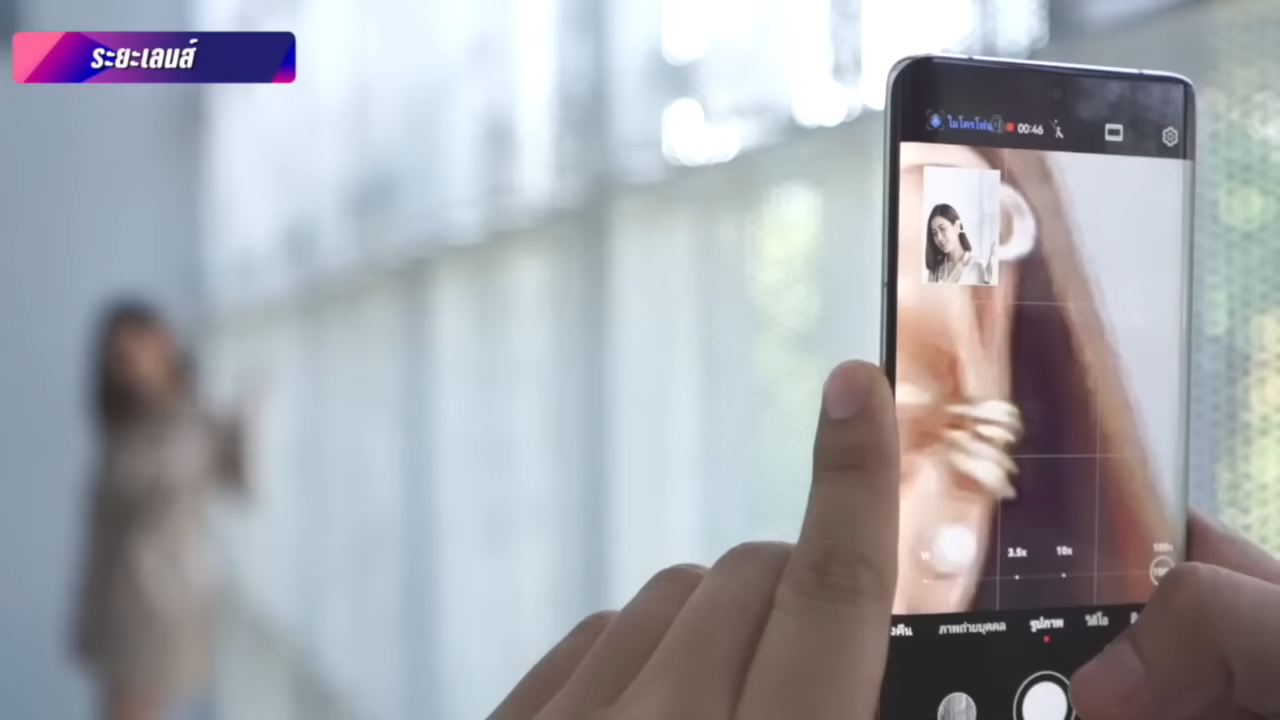 ระยะเลนส์
ไมโครโฟน
00:46
W
3.5x 10x
ภาพถ่ายบุคคล รูปภาพ วิดีโอ